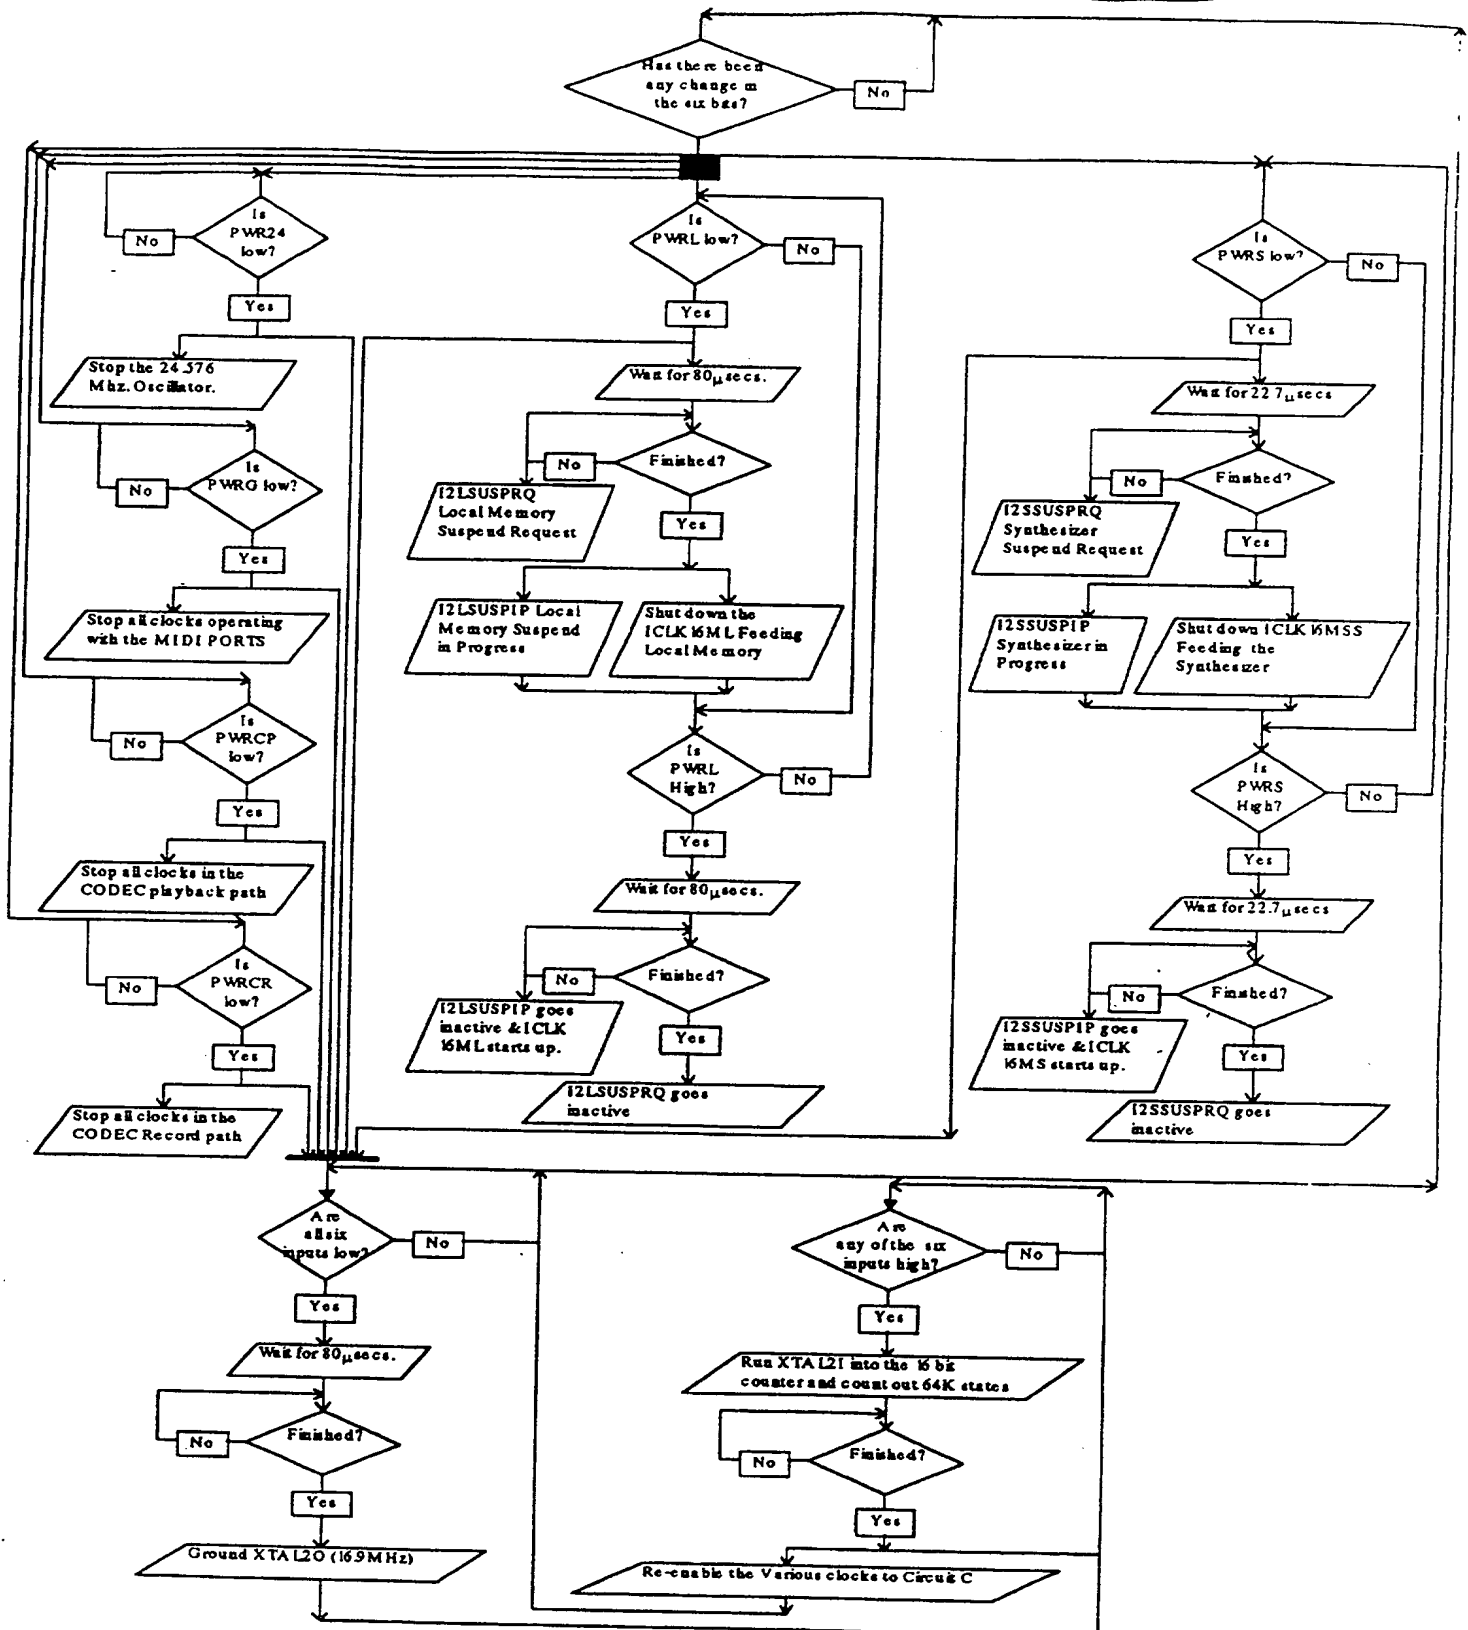 Has there been
any change in
the six bits?
No
Is
PWR24
low?
No
Yes
Stop the 24.576
Mhz. Oscillator.
Is
PWRG low?
No
Yes
Stop all clocks operating
with the MIDI PORTS
Is
PWRCP
low?
No
Yes
Stop all clocks in the
CODEC playback path
Is
PWRCR
low?
No
Yes
Stop all clocks in the
CODEC Record path
Is
PWRL low?
No
Yes
Wait for 80µsecs.
Finished?
No
I2LSUSPRQ
Local Memory
Suspend Request
Yes
I2LSUSPIP Local
Memory Suspend
in Progress
Shut down the
ICLK16ML Feeding
Local Memory
Is
PWRL
High?
No
Yes
Wait for 80µsecs.
Finished?
No
I2LSUSPIP goes
inactive & ICLK
16ML starts up.
Yes
I2LSUSPRQ goes
inactive
Is
PWRS low?
No
Yes
Wait for 22.7µsecs
Finished?
No
I2SSUSPRQ
Synthesizer
Suspend Request
Yes
I2SSUSPIP
Synthesizer in
Progress
Shut down ICLK16MSS
Feeding the
Synthesizer
Is
PWRS
High?
No
Yes
Wait for 22.7µsecs
Finished?
No
I2SSUSPIP goes
inactive & ICLK
16MS starts up.
Yes
I2SSUSPRQ goes
inactive
Are
all six
inputs low?
No
Yes
Wait for 80µsecs.
Finished?
No
Yes
Ground XTAL2O (16.9MHz)
Are
any of the six
inputs high?
No
Yes
Run XTAL2I into the 16 bit
counter and count out 64K states
Finished?
No
Yes
Re-enable the Various clocks to Circuit C